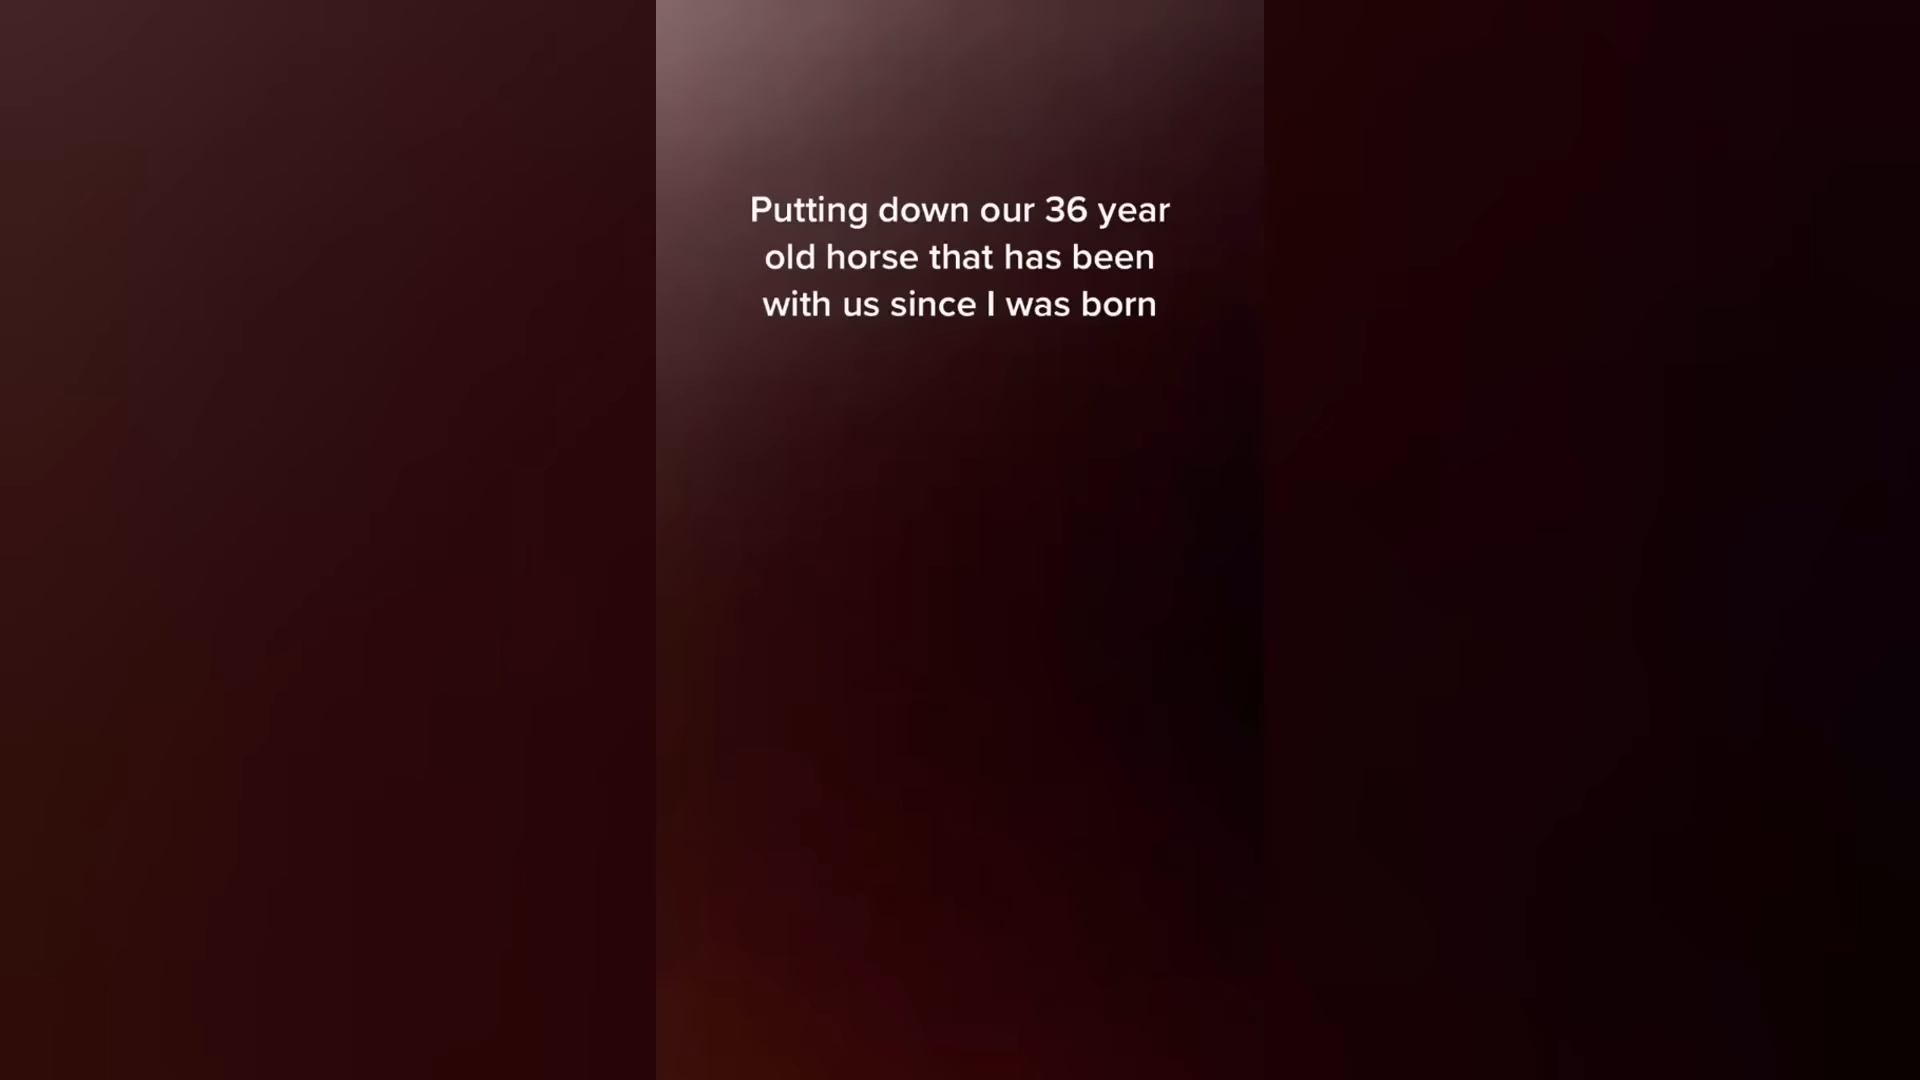 Putting down our 36 year
old horse that has been
with us since I was born